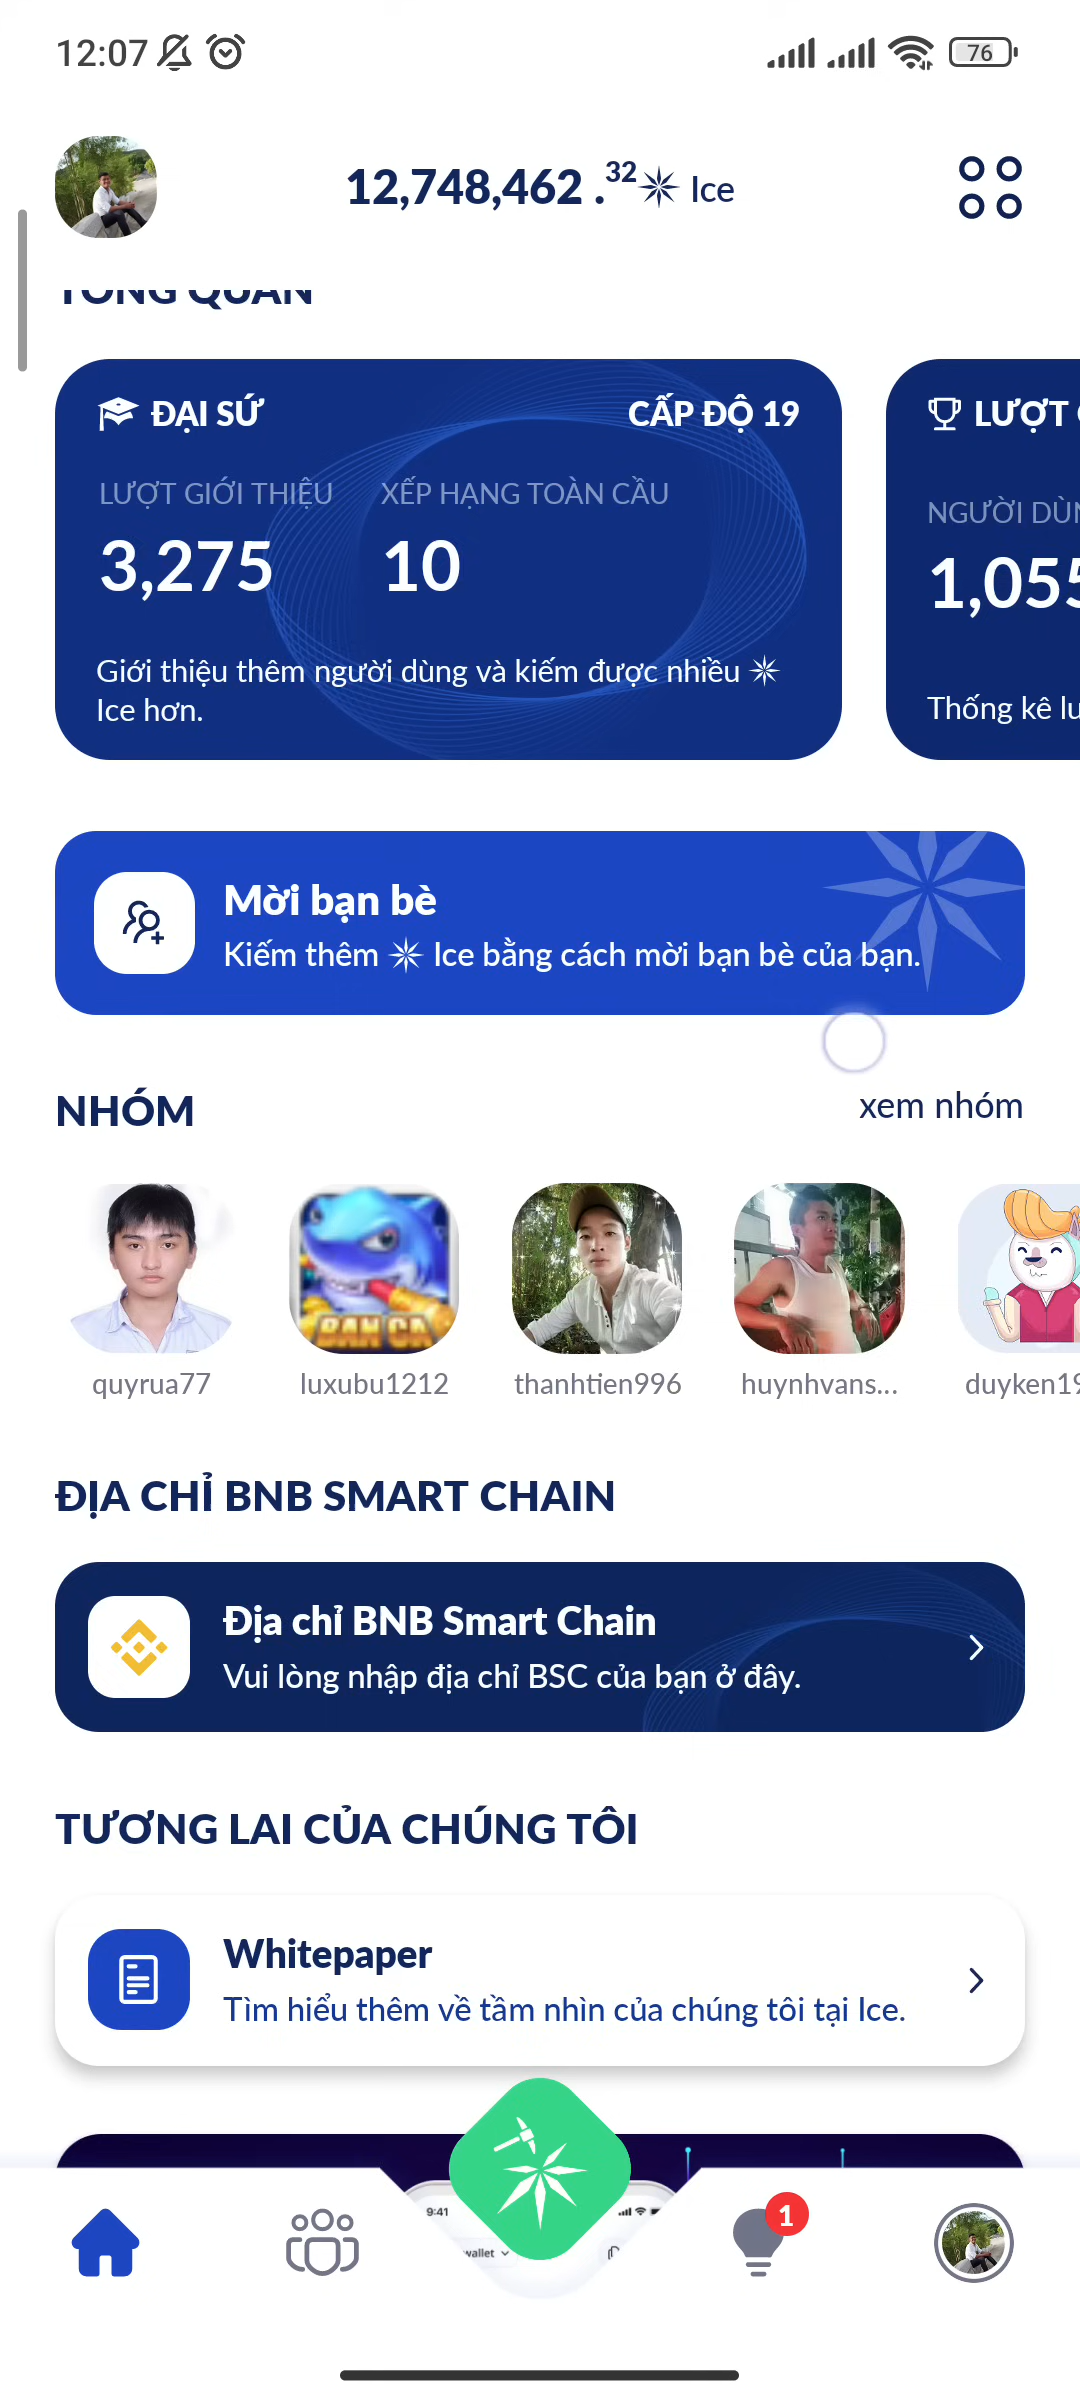 12:07
76
12,748,462 .32 Ice
TỔNG QUAN
ĐẠI SỨ
CẤP ĐỘ 19
LƯỢT GIỚI THIỆU
XẾP HẠNG TOÀN CẦU
3,275
10
Giới thiệu thêm người dùng và kiếm được nhiều
Ice hơn.
LƯỢT
NGƯỜI DÙN
1,055
Thống kê lu
Mời bạn bè
Kiếm thêm Ice bằng cách mời bạn bè của bạn.
NHÓM
xem nhóm
BAN CA
quyrua77
luxubu1212
thanhtien996
huynhvans...
duyken19
ĐỊA CHỈ BNB SMART CHAIN
Địa chỉ BNB Smart Chain
Vui lòng nhập địa chỉ BSC của bạn ở đây.
TƯƠNG LAI CỦA CHÚNG TÔI
Whitepaper
Tìm hiểu thêm về tầm nhìn của chúng tôi tại Ice.
9:41
wallet
1